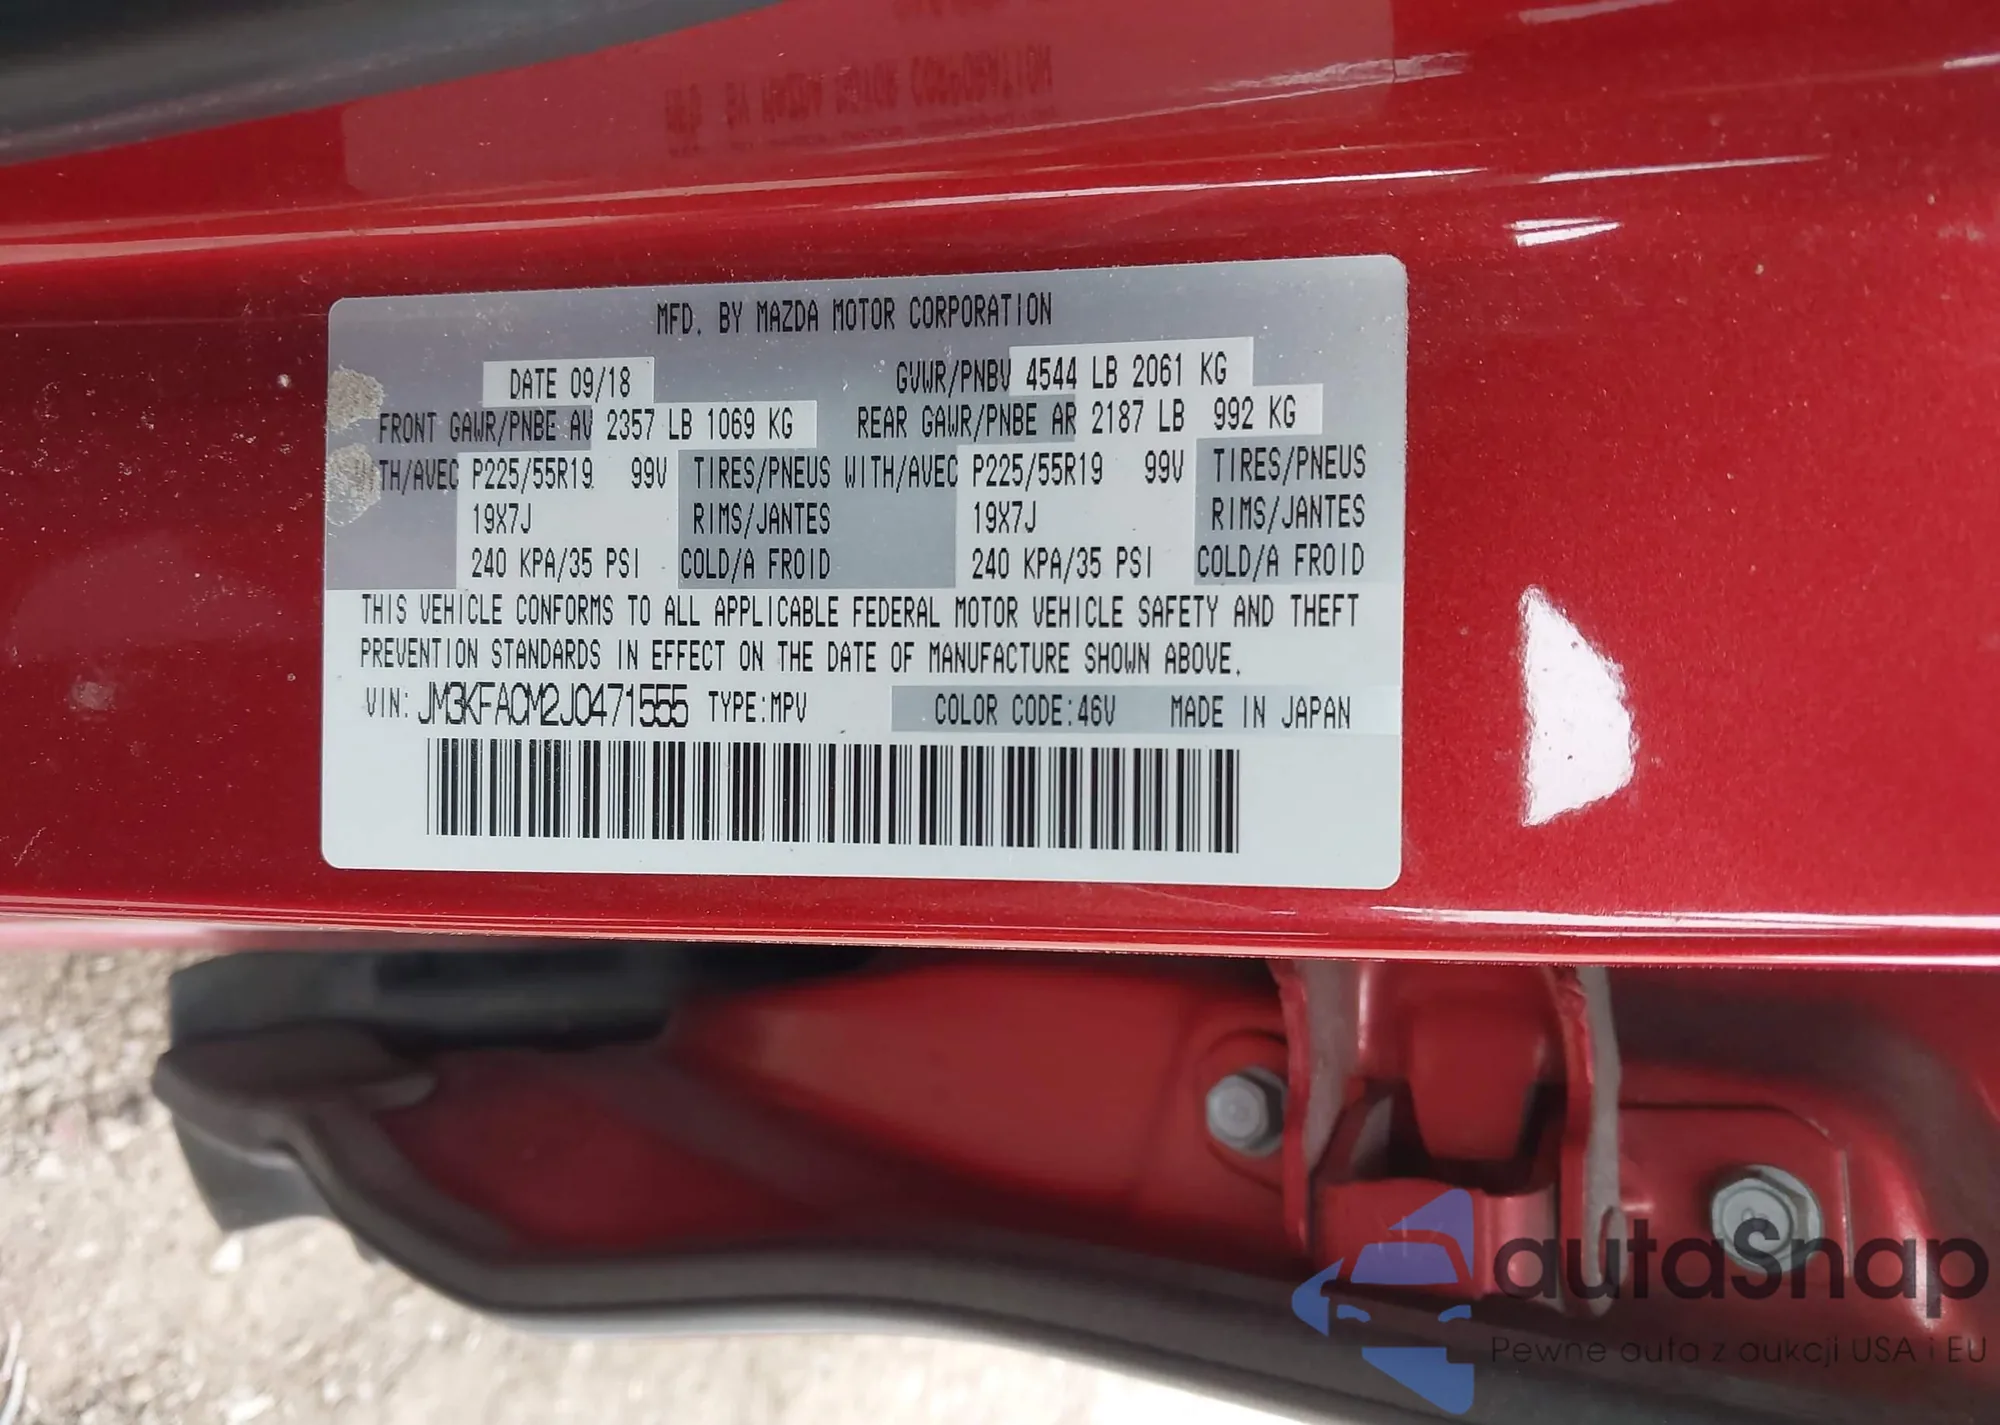 MFD. BY MAZDA MOTOR CORPORATION
DATE 09/18 GVWR/PNBV 4544 LB 2061 KG
FRONT GAWR/PNBE AV 2357 LB 1069 KG REAR GAWR/PNBE AR 2187 LB 992 KG
WITH/AVEC P225/55R19 99V TIRES/PNEUS WITH/AVEC P225/55R19 99V TIRES/PNEUS
19X7J RIMS/JANTES 19X7J RIMS/JANTES
240 KPA/35 PSI COLD/A FROID 240 KPA/35 PSI COLD/A FROID
THIS VEHICLE CONFORMS TO ALL APPLICABLE FEDERAL MOTOR VEHICLE SAFETY AND THEFT
PREVENTION STANDARDS IN EFFECT ON THE DATE OF MANUFACTURE SHOWN ABOVE.
VIN: JM3KFACM2J0471555 TYPE:MPV COLOR CODE:46V MADE IN JAPAN
autaSnap
Pewne auta z aukcji USA i EU